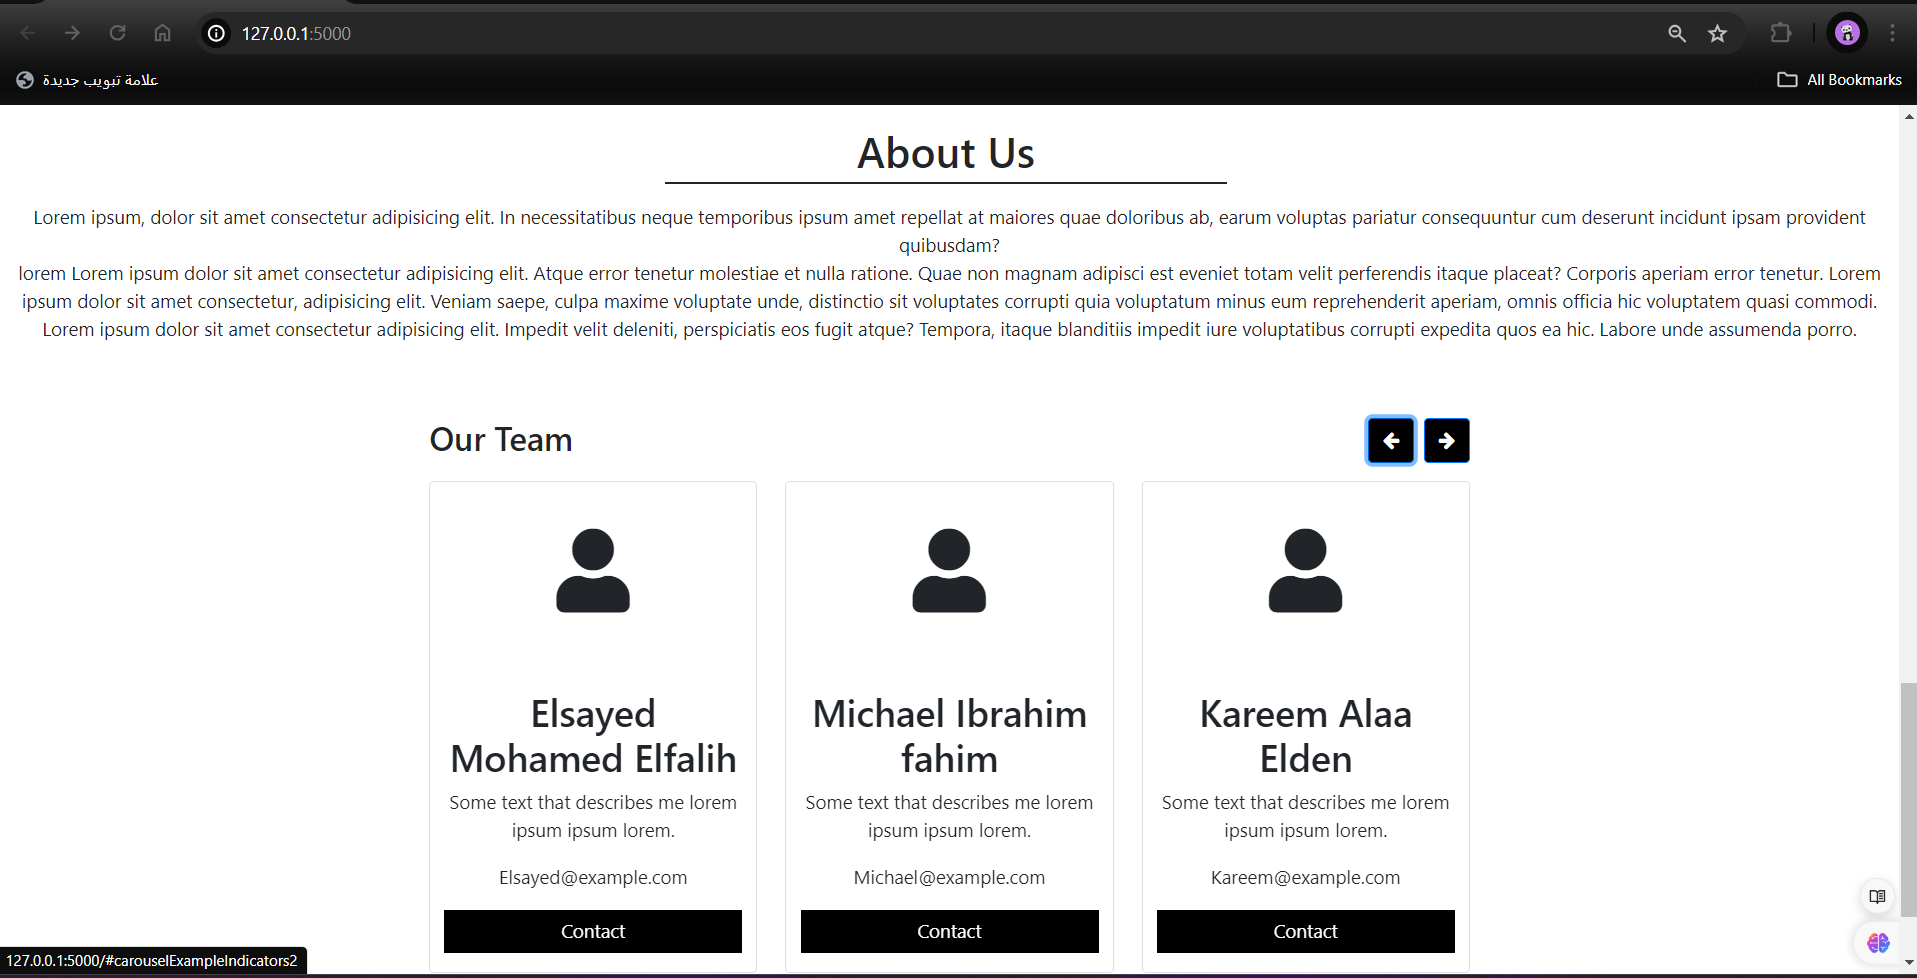 127.0.0.1:5000
علامة تبويب جديدة
All Bookmarks
About Us
Lorem ipsum, dolor sit amet consectetur adipisicing elit. In necessitatibus neque temporibus ipsum amet repellat at maiores quae doloribus ab, earum voluptas pariatur consequuntur cum deserunt incidunt ipsam provident
quibusdam?
lorem Lorem ipsum dolor sit amet consectetur adipisicing elit. Atque error tenetur molestiae et nulla ratione. Quae non magnam adipisci est eveniet totam velit perferendis itaque placeat? Corporis aperiam error tenetur. Lorem
ipsum dolor sit amet consectetur, adipisicing elit. Veniam saepe, culpa maxime voluptate unde, distinctio sit voluptates corrupti quia voluptatum minus eum reprehenderit aperiam, omnis officia hic voluptatem quasi commodi.
Lorem ipsum dolor sit amet consectetur adipisicing elit. Impedit velit deleniti, perspiciatis eos fugit atque? Tempora, itaque blanditiis impedit iure voluptatibus corrupti expedita quos ea hic. Labore unde assumenda porro.
Our Team
Elsayed
Mohamed Elfalih
Some text that describes me lorem
ipsum ipsum lorem.
Elsayed@example.com
Contact
Michael Ibrahim
fahim
Some text that describes me lorem
ipsum ipsum lorem.
Michael@example.com
Contact
Kareem Alaa
Elden
Some text that describes me lorem
ipsum ipsum lorem.
Kareem@example.com
Contact
127.0.0.1:5000/#carouselExampleIndicators2